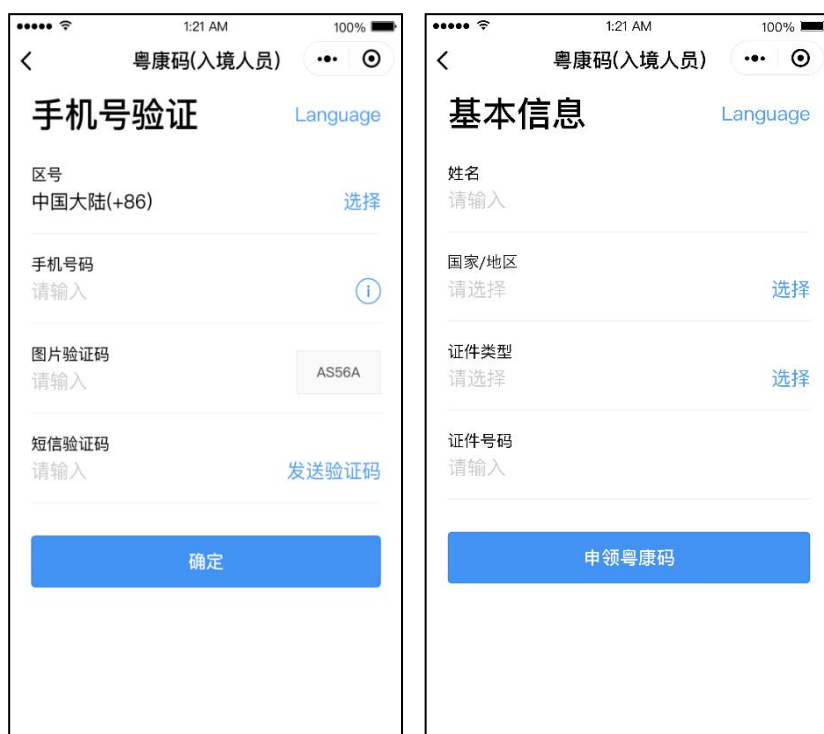 1:21 AM
100%
粤康码(入境人员)
手机号验证
Language
区号
中国大陆(+86)
选择
手机号码
请输入
图片验证码
请输入
AS56A
短信验证码
请输入
发送验证码
确定
1:21 AM
100%
粤康码(入境人员)
基本信息
Language
姓名
请输入
国家/地区
请选择
选择
证件类型
请选择
选择
证件号码
请输入
申领粤康码